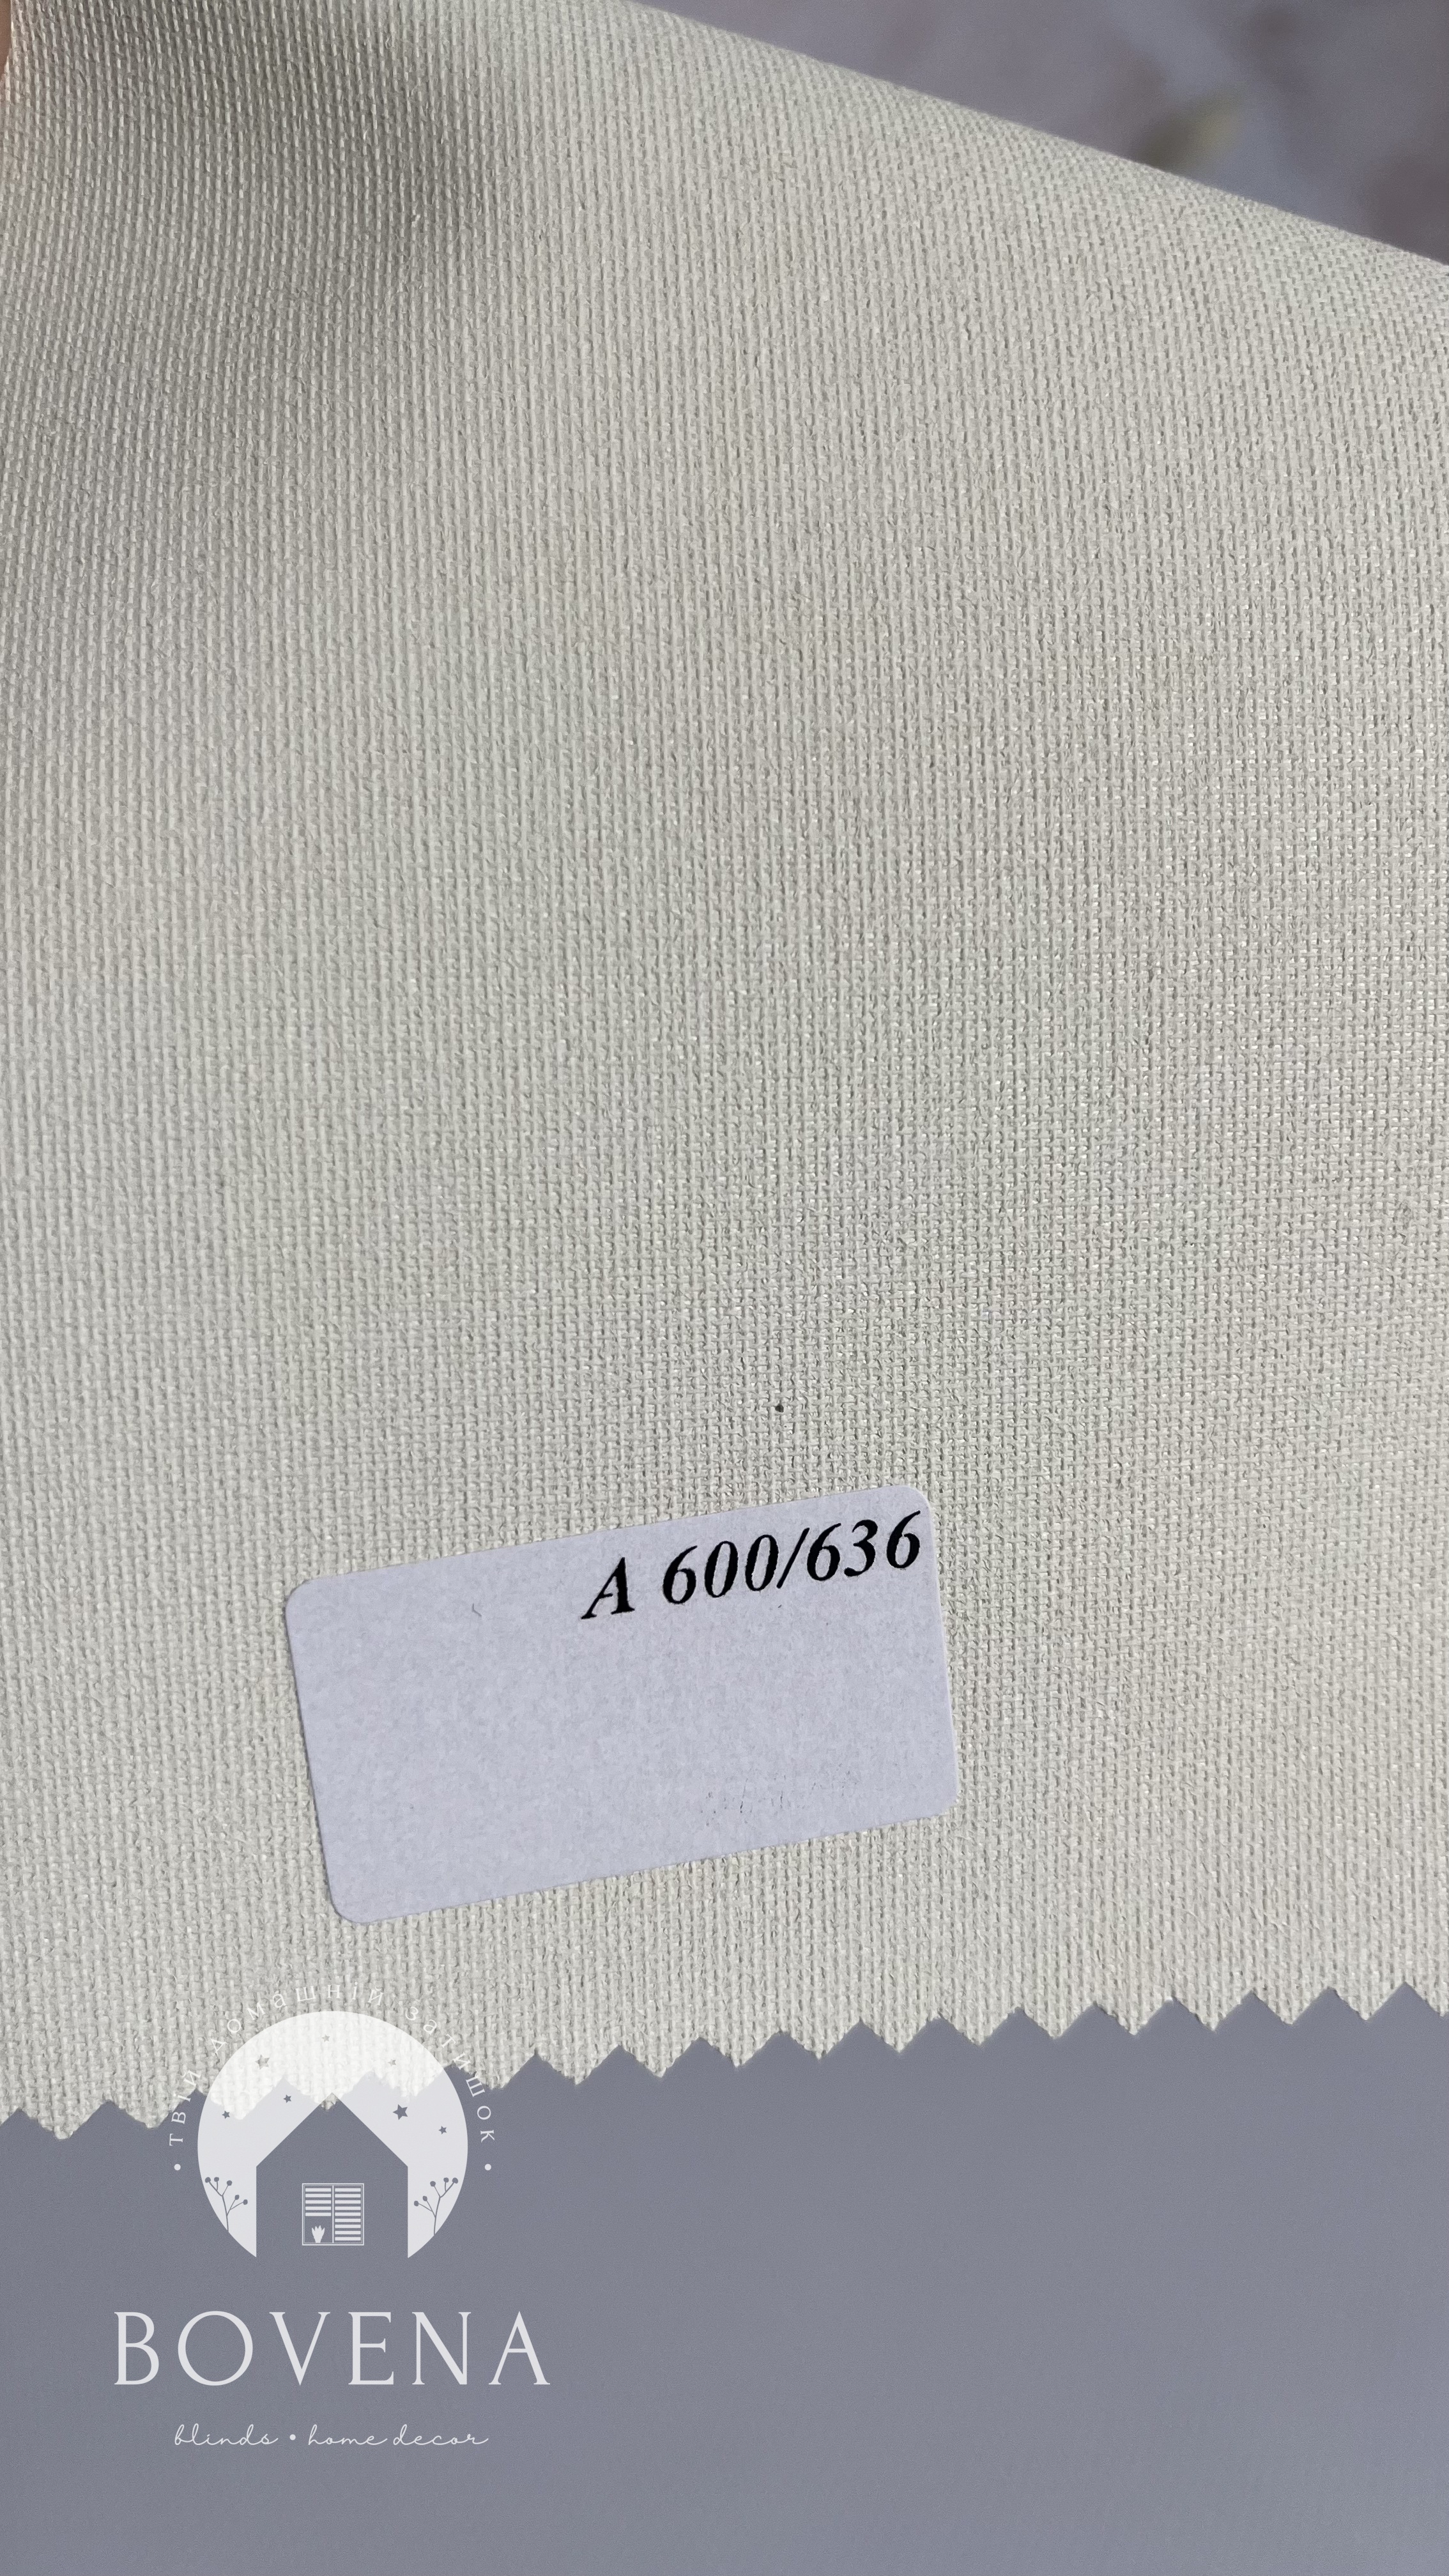 A 600/636
• ТВІЙ ДОМАШНІЙ ЗАТИШОК •
BOVENA
blinds • home decor